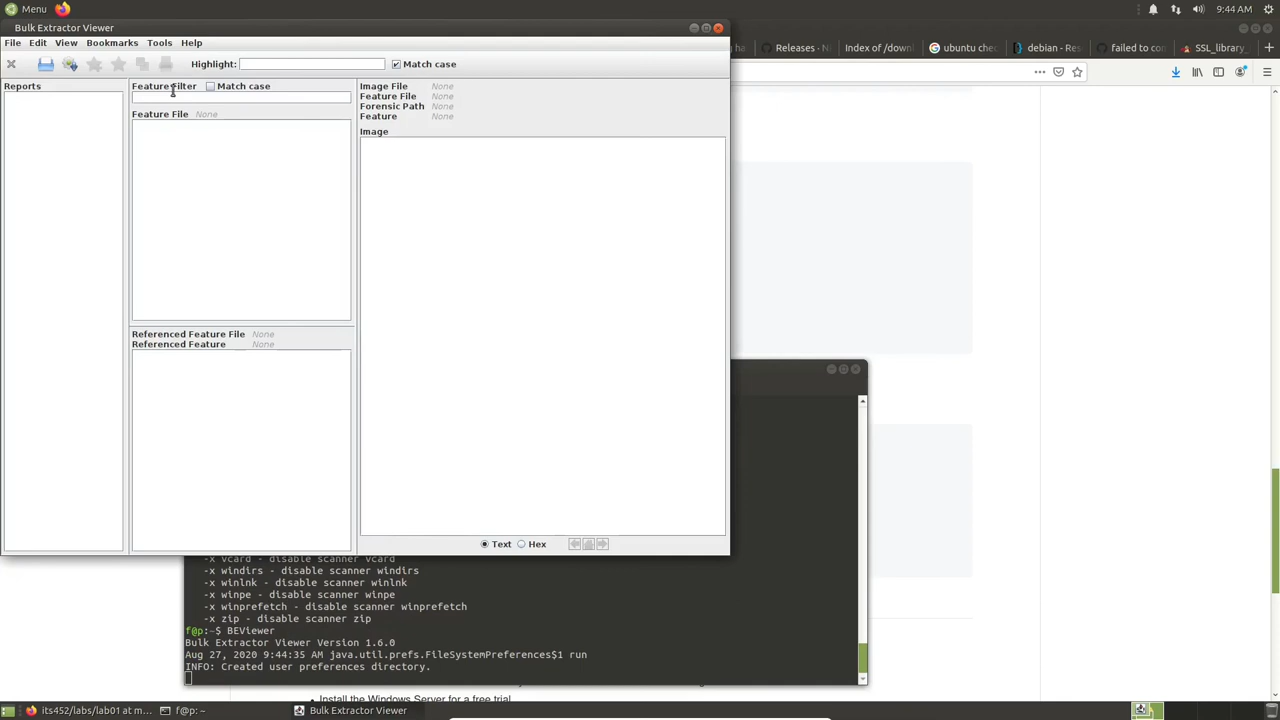 Menu
9:44 AM
Bulk Extractor Viewer
File Edit View Bookmarks Tools Help
Highlight: Match case
Releases - N
Index of /down
ubuntu che
debian - Res
failed to con
SSL_library_
Reports
Feature Filter Match case
Feature File None
Referenced Feature File None
Referenced Feature None
Image File None
Feature File None
Forensic Path None
Feature None
Image
Text Hex
-x vcard - disable scanner vcard
-x windirs - disable scanner windirs
-x winlnk - disable scanner winlnk
-x winpe - disable scanner winpe
-x winprefetch - disable scanner winprefetch
-x zip - disable scanner zip
f@p:~$ BEViewer
Bulk Extractor Viewer Version 1.6.0
Aug 27, 2020 9:44:35 AM java.util.prefs.FileSystemPreferences$1 run
INFO: Created user preferences directory.
Install the Windows Server for a free trial
its452/labs/lab01 at m...
f@p: ~
Bulk Extractor Viewer